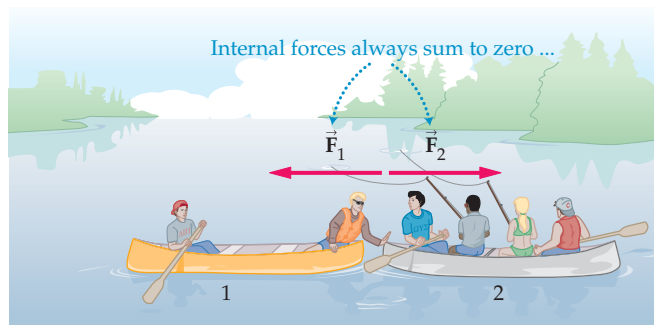 Internal forces always sum to zero ...
F⃗₁ F⃗₂
1 2